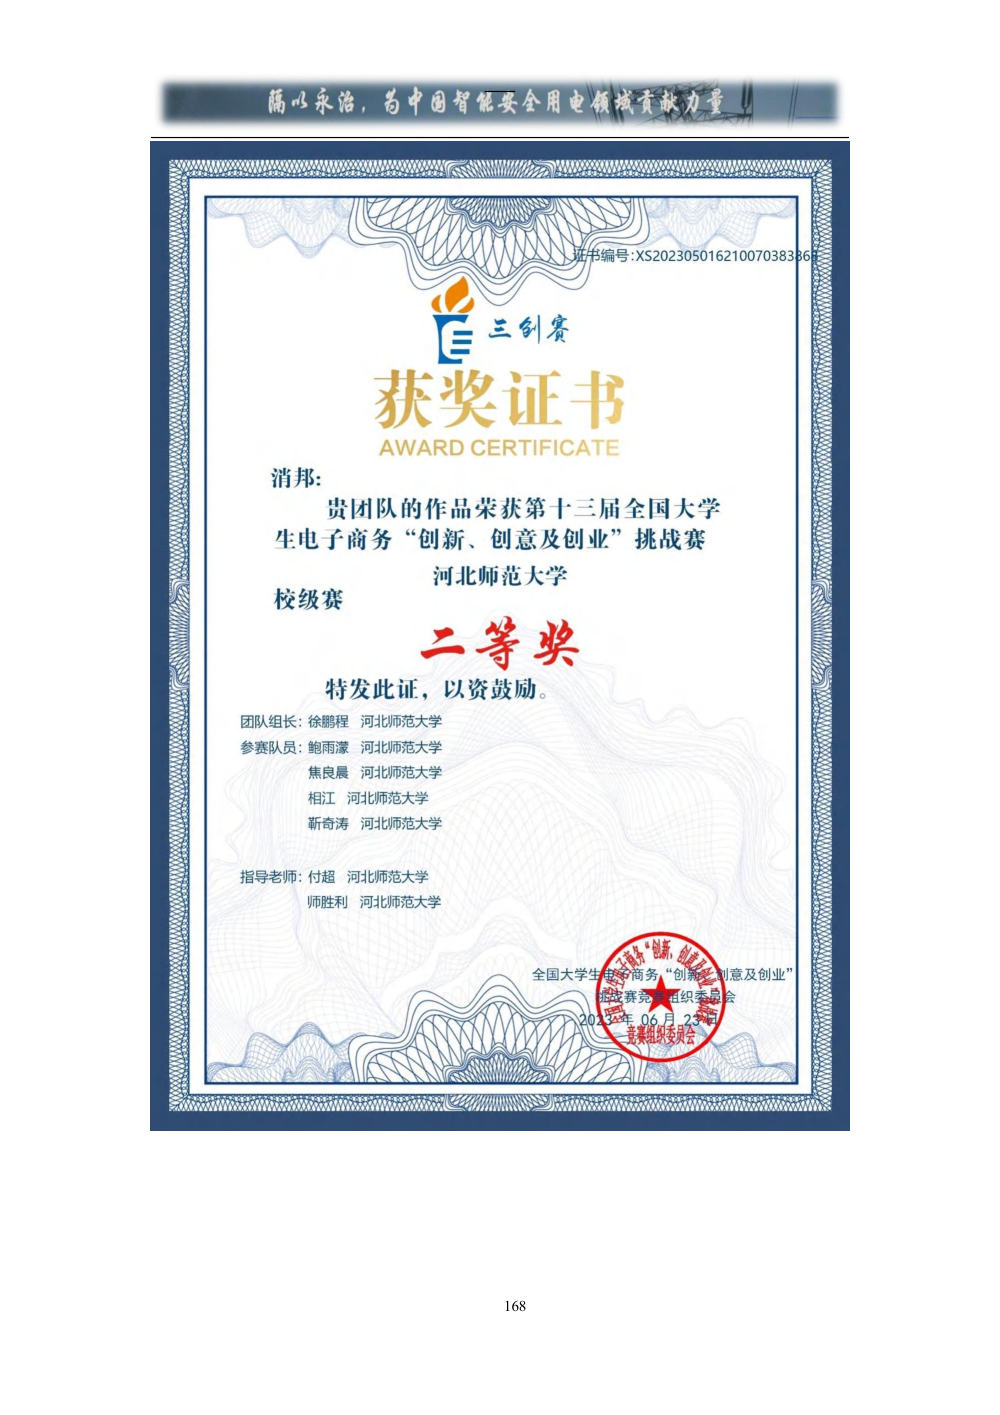 隔以永治，为中国智能安全用电领域贡献力量
证书编号:XS202305016210070383864
三创赛
获奖证书
AWARD CERTIFICATE
消邦:
贵团队的作品荣获第十三届全国大学
生电子商务“创新、创意及创业”挑战赛
河北师范大学
校级赛
二等奖
特发此证，以资鼓励。
团队组长：徐鹏程 河北师范大学
参赛队员：鲍雨濛 河北师范大学
焦良晨 河北师范大学
相江 河北师范大学
靳奇涛 河北师范大学
指导老师：付超 河北师范大学
师胜利 河北师范大学
全国大学生电子商务“创新、创意及创业”
挑战赛竞赛组织委员会
2023 年 06 月 23 日
竞赛组织委员会
168